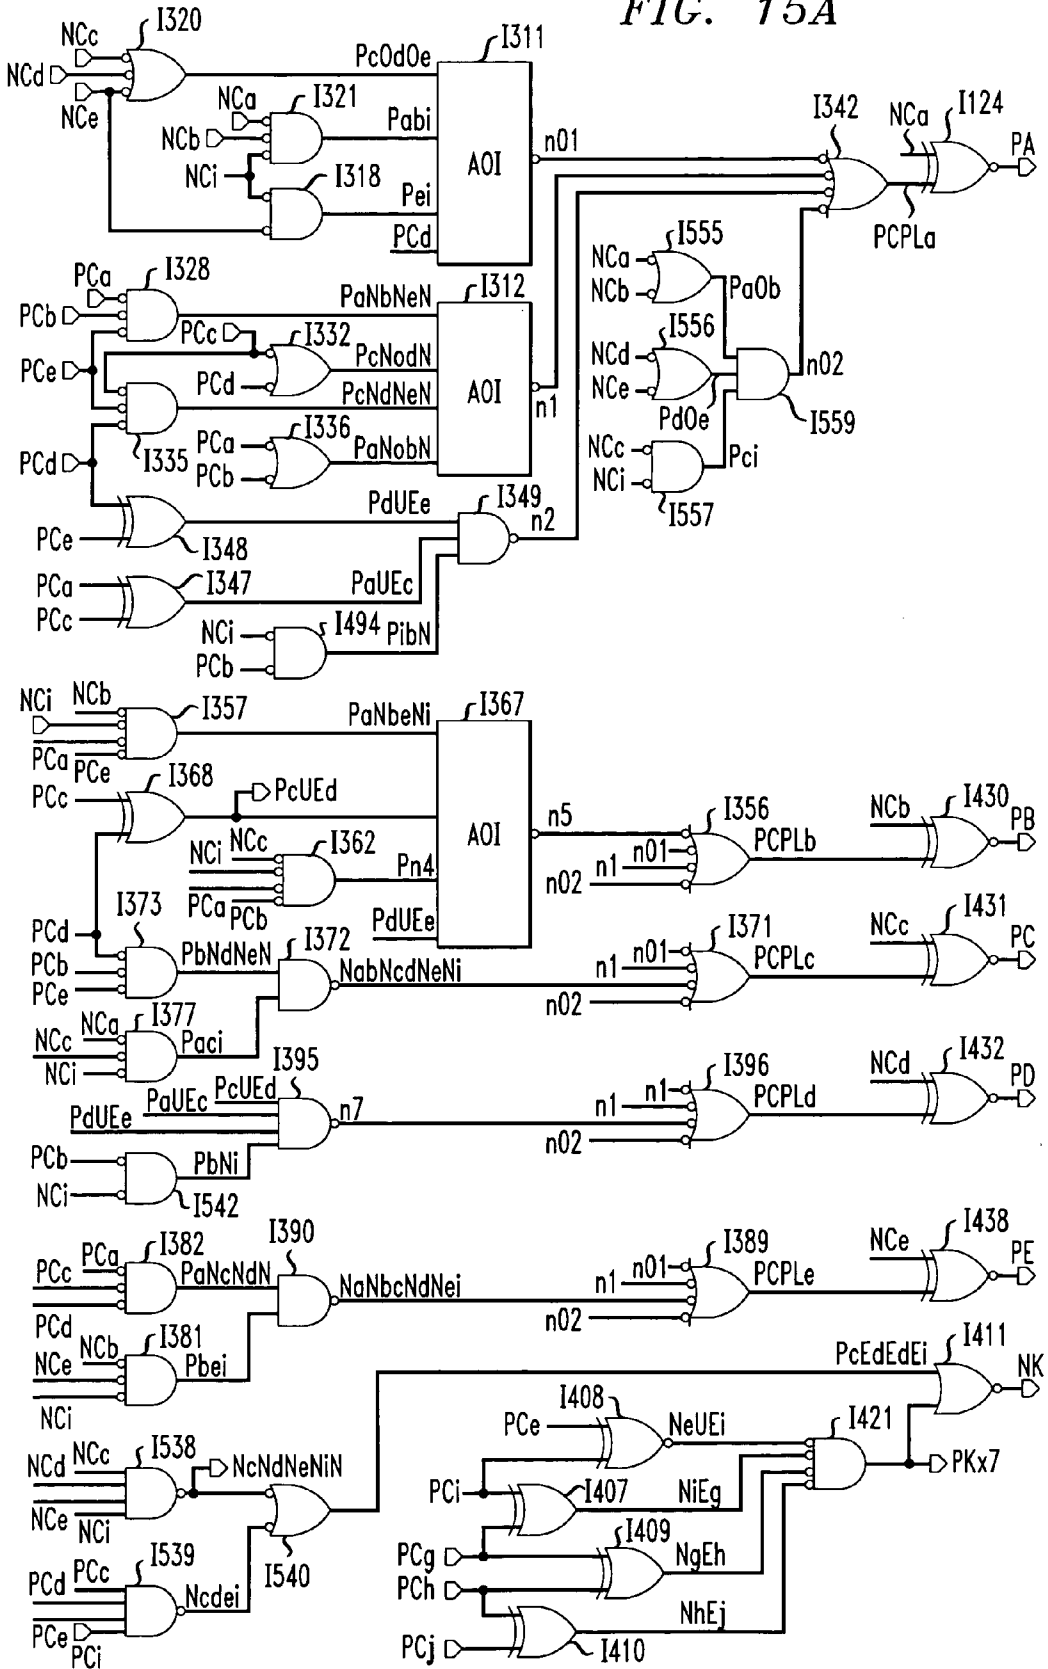 FIG. 15A
NCc
I320
NCd
NCe
PcOdOe
I311
NCa
I321
NCb
Pabi
NCi
I318
Pei
PCd
AOI
n01
I342
NCa
I124
PA
PCPLa
PCa
I328
PCb
PaNbNeN
I312
PCc
I332
PCe
PcNodN
PCd
PcNdNeN
AOI
n1
PCd
I335
PCa
I336
PCb
PaNobN
NCa
I555
NCb
PaOb
NCd
I556
NCe
PdOe
n02
I559
NCc
NCi
Pci
I557
PdUEe
I349
n2
PCe
I348
PCa
I347
PCc
PaUEc
NCi
I494
PCb
PibN
NCi
NCb
I357
PaNbeNi
I367
PCa
PCe
PCc
I368
PcUEd
NCc
I362
NCi
Pn4
PCa
PCb
AOI
PdUEe
n5
I356
n01
n1
n02
PCPLb
NCb
I430
PB
PCd
I373
PCb
PCe
PbNdNeN
I372
NabNcdNeNi
n01
I371
n1
n02
PCPLc
NCc
I431
PC
NCa
I377
NCc
NCi
Paci
I395
PcUEd
PaUEc
PdUEe
n7
n1
I396
n1
n02
PCPLd
NCd
I432
PD
PCb
NCi
PbNi
I542
PCa
I382
PCc
PCd
PaNcNdN
I390
NaNbcNdNei
n01
I389
n1
n02
PCPLe
NCe
I438
PE
NCb
I381
NCe
NCi
Pbei
PcEdEdEi
I411
NK
NCc
I538
NCd
NCe
NCi
NcNdNeNiN
I540
PCc
I539
PCd
PCe
PCi
Ncdei
PCe
I408
NeUEi
I421
PKx7
PCi
I407
NiEg
PCg
I409
NgEh
PCh
NhEj
PCj
I410